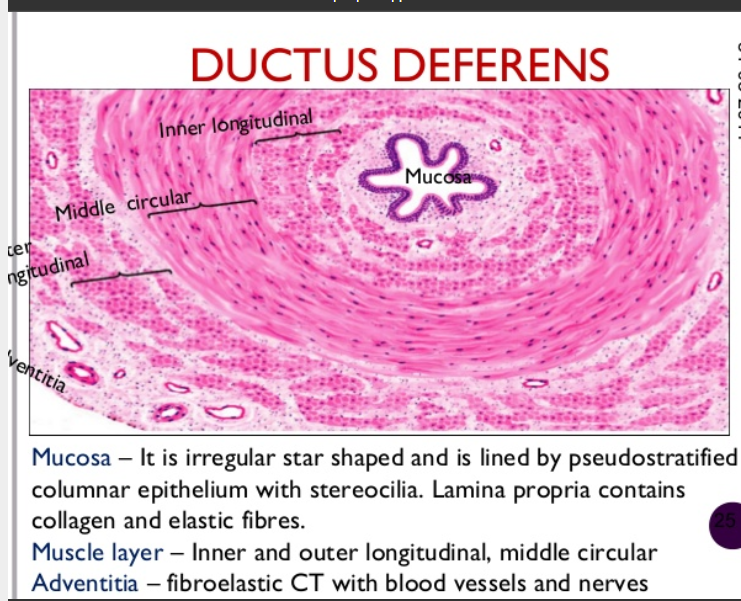 DUCTUS DEFERENS
Inner longitudinal
Mucosa
Middle circular
ter
ngitudinal
ventitia
Mucosa – It is irregular star shaped and is lined by pseudostratified
columnar epithelium with stereocilia. Lamina propria contains
collagen and elastic fibres.
25
Muscle layer – Inner and outer longitudinal, middle circular
Adventitia – fibroelastic CT with blood vessels and nerves